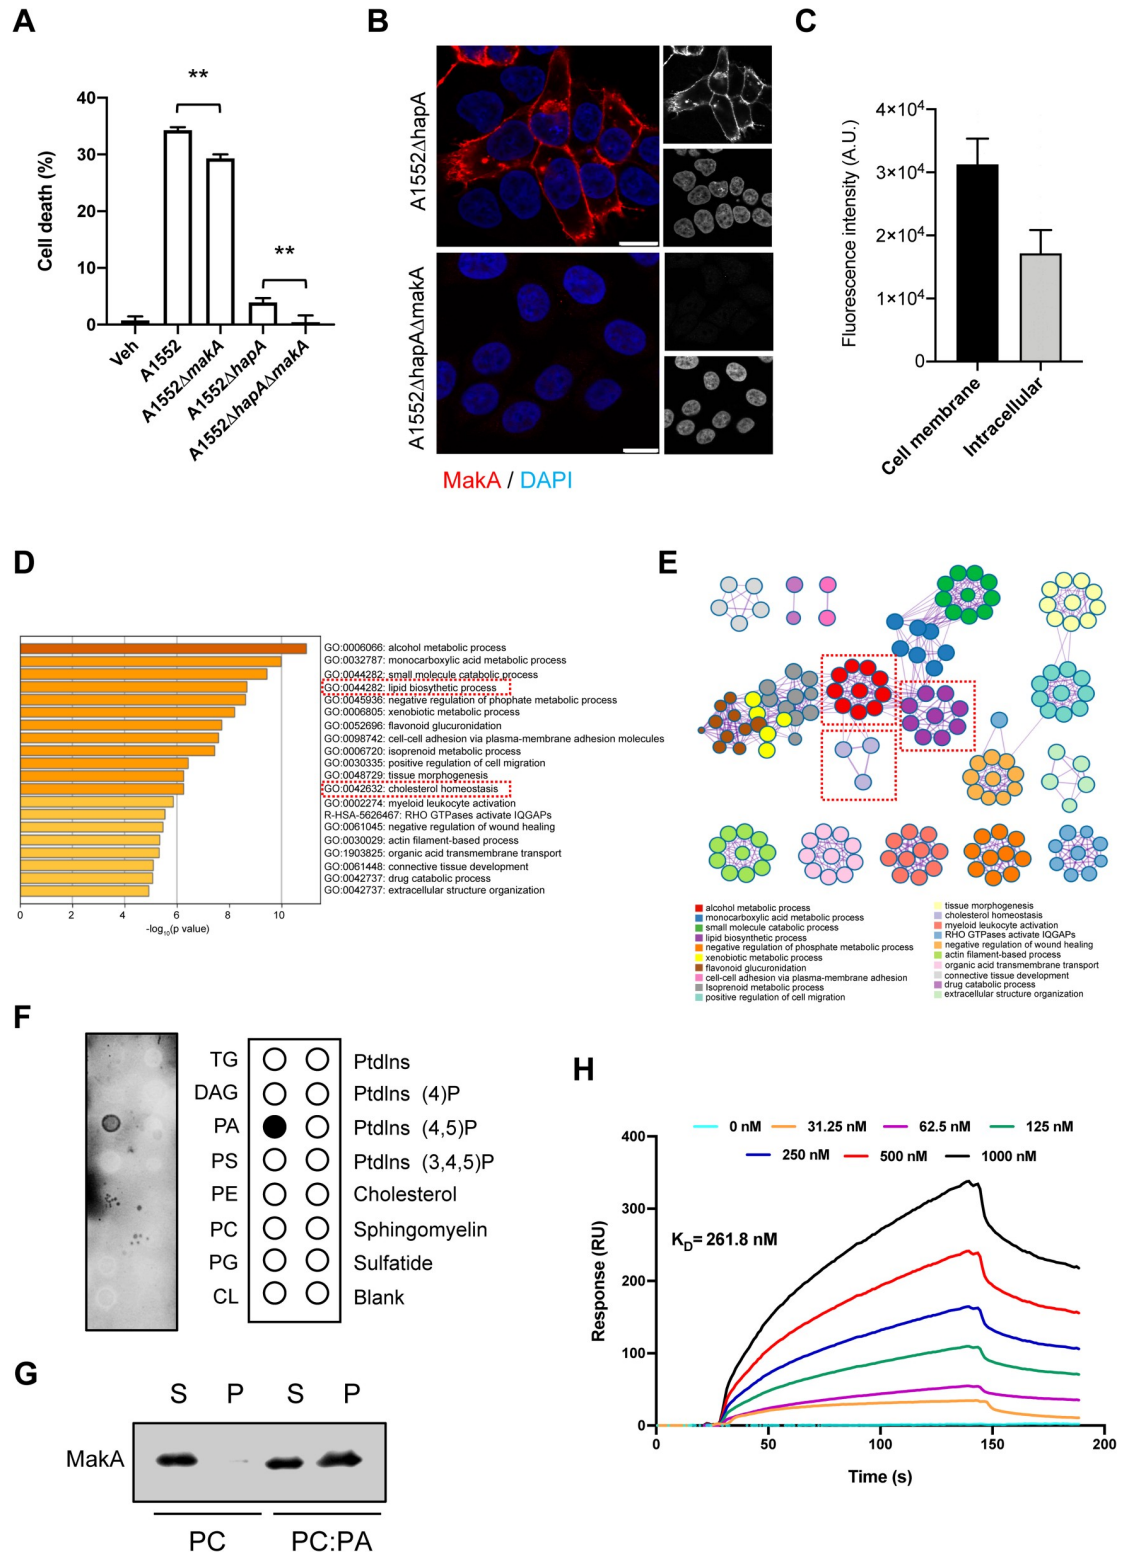 A
Cell death (%)
40
30
20
10
0
**
**
Veh
A1552
A1552ΔmakA
A1552ΔhapA
A1552ΔhapAΔmakA
B
A1552ΔhapA
A1552ΔhapAΔmakA
MakA / DAPI
C
Fluorescence intensity (A.U.)
4×10⁴
3×10⁴
2×10⁴
1×10⁴
0
Cell membrane
Intracellular
D
GO:0006066: alcohol metabolic process
GO:0032787: monocarboxylic acid metabolic process
GO:0044282: small molecule catabolic process
GO:0044282: lipid biosythetic process
GO:0045936: negative regulation of phophate metabolic process
GO:0006805: xenobiotic metabolic process
GO:0052696: flavonoid glucuronidation
GO:0098742: cell-cell adhesion via plasma-membrane adhesion molecules
GO:0006720: isoprenoid metabolic process
GO:0030335: positive regulation of cell migration
GO:0048729: tissue morphogenesis
GO:0042632: cholesterol homeostasis
GO:0002274: myeloid leukocyte activation
R-HSA-5626467: RHO GTPases activate IQGAPs
GO:0061045: negative regulation of wound healing
GO:0030029: actin filament-based process
GO:1903825: organic acid transmembrane transport
GO:0061448: connective tissue development
GO:0042737: drug catabolic process
GO:0042737: extracellular structure organization
0 2 4 6 8 10
-log₁₀(p value)
E
alcohol metabolic process
monocarboxylic acid metabolic process
small molecule catabolic process
lipid biosynthetic process
negative regulation of phosphate metabolic process
xenobiotic metabolic process
flavonoid glucuronidation
cell-cell adhesion via plasma-membrane adhesion
Isoprenoid metabolic process
positive regulation of cell migration
tissue morphogenesis
cholesterol homestastis
myeloid leukocyte activation
RHO GTPases activate IQGAPs
negative regulation of wound healing
actin filament-based process
organic acid transmembrane transport
connective tissue development
drug catabolic process
extracellular structure organization
F
TG PtdIns
DAG PtdIns (4)P
PA PtdIns (4,5)P
PS PtdIns (3,4,5)P
PE Cholesterol
PC Sphingomyelin
PG Sulfatide
CL Blank
G
S P S P
MakA
PC PC:PA
H
0 nM 31.25 nM 62.5 nM 125 nM
250 nM 500 nM 1000 nM
K_D= 261.8 nM
Response (RU)
400
300
200
100
0
0 50 100 150 200
Time (s)